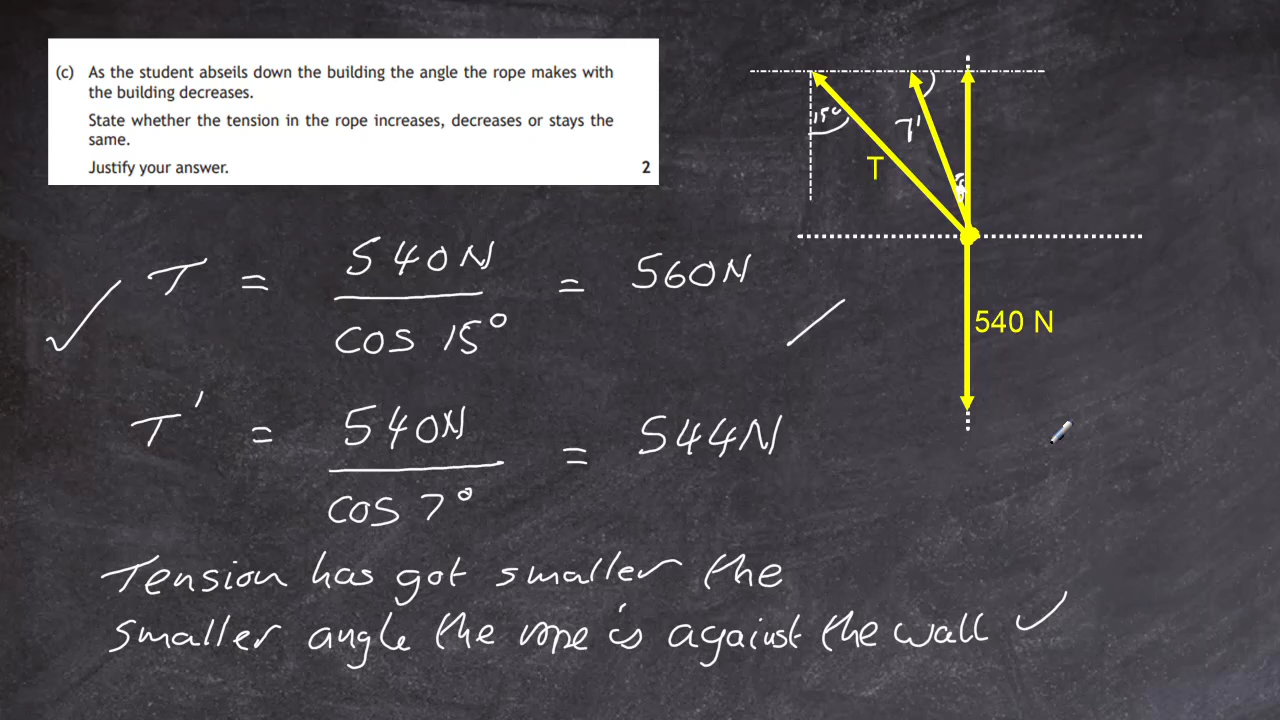 (c) As the student abseils down the building the angle the rope makes with
the building decreases.
State whether the tension in the rope increases, decreases or stays the
same.
Justify your answer. 2
15°
T'
T
540 N
T = 540N / cos 15° = 560N
T' = 540N / cos 7° = 544N
Tension has got smaller the
smaller angle the rope is against the wall